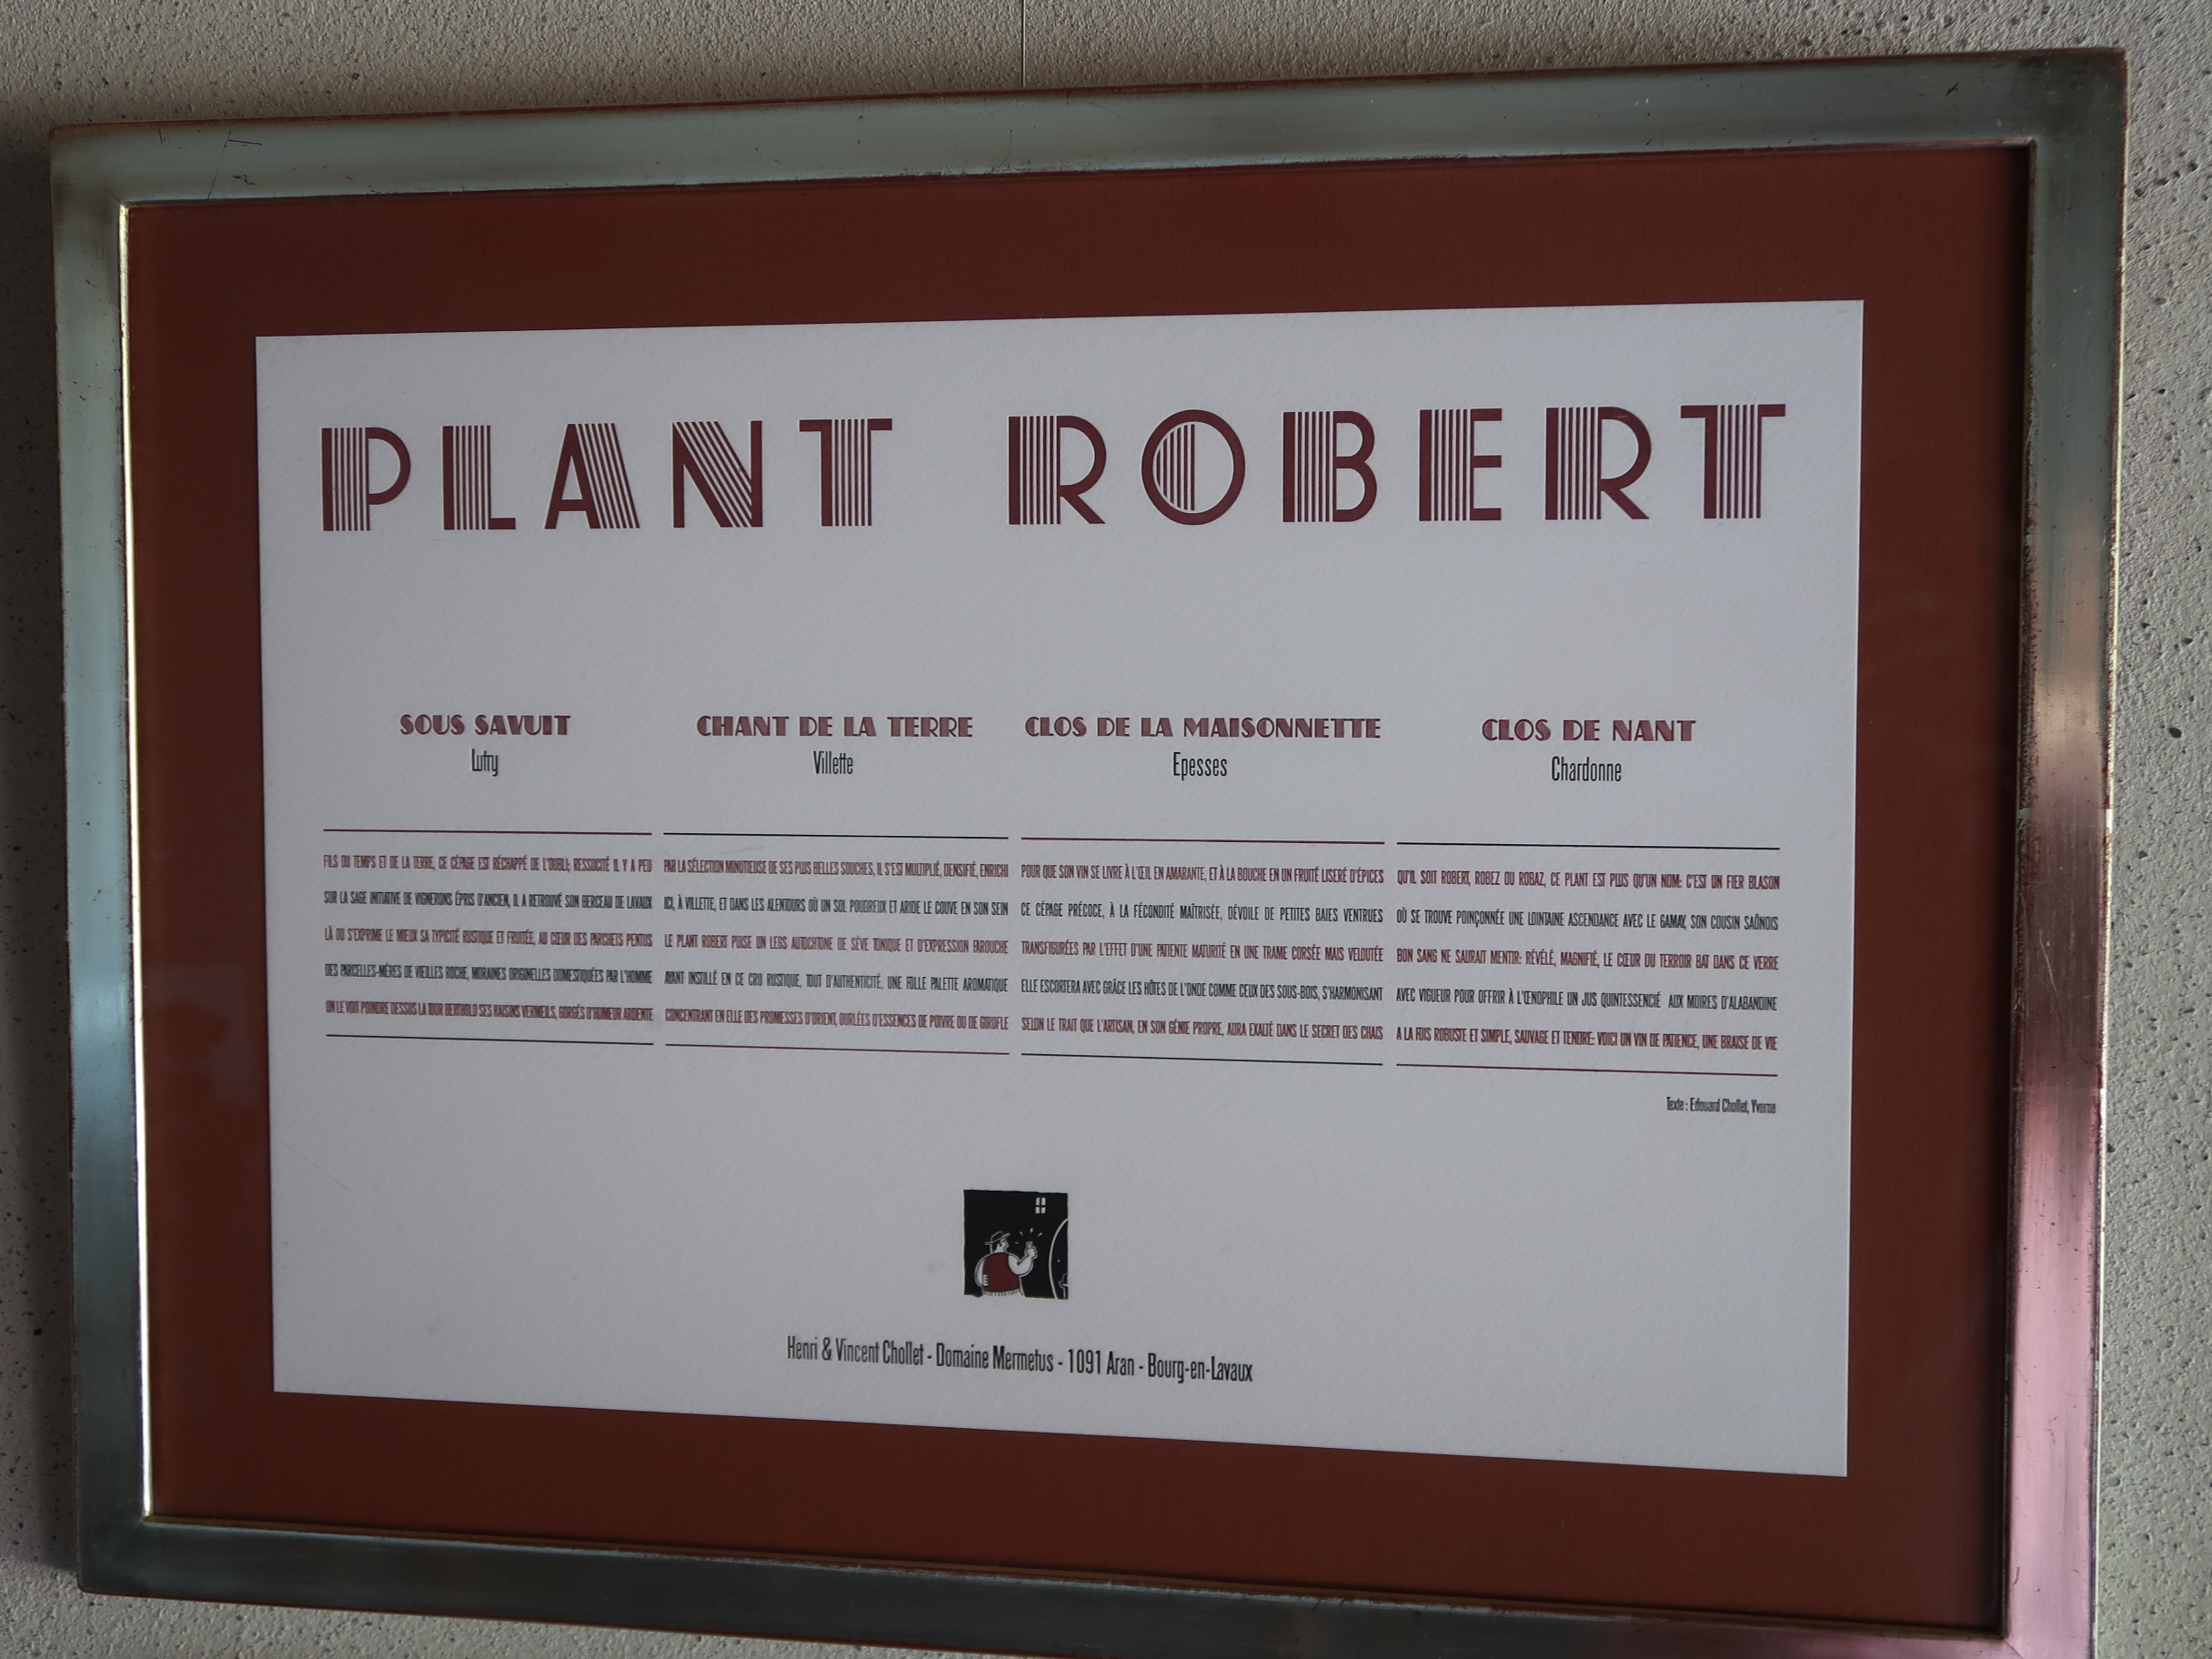 PLANT ROBERT
SOUS SAVUIT
Lutry
FILS DU TEMPS ET DE LA TERRE, CE CÉPAGE EST RÉCHAPPÉ DE L'OUBLI; RESSUCITÉ IL Y A PEU
SUR LA SAGE INITIATIVE DE VIGNERONS ÉPRIS D'ANCIEN, IL A RETROUVÉ SON BERCEAU DE LAVAUX
LÀ OU S'EXPRIME LE MIEUX SA TYPICITÉ RUSTIQUE ET FRUITÉE, AU CŒUR DES PARCHETS PENTUS
DES PARCELLES-MÈRES DE VIEILLES ROCHE, MORAINES ORIGINELLES DOMESTIQUÉES PAR L'HOMME
ON LE VOIT POINDRE DESSUS LA TOUR BERTHOLD SES RAISINS VERMEILS, GORGÉS D'HUMEUR ARDENTE
CHANT DE LA TERRE
Villette
PAR LA SÉLECTION MINUTIEUSE DE SES PLUS BELLES SOUCHES, IL S'EST MULTIPLIÉ, DENSIFIÉ, ENRICHI
ICI, À VILLETTE, ET DANS LES ALENTOURS OÙ UN SOL POUDREUX ET ARIDE LE COUVE EN SON SEIN
LE PLANT ROBERT PUISE UN LEGS AUTOCHTONE DE SÈVE TONIQUE ET D'EXPRESSION FAROUCHE
AYANT INSTILLÉ EN CE CRU RUSTIQUE, TOUT D'AUTHENTICITÉ, UNE FOLLE PALETTE AROMATIQUE
CONCENTRANT EN ELLE DES PROMESSES D'ORIENT, OURLÉES D'ESSENCES DE POIVRE OU DE GIROFLE
CLOS DE LA MAISONNETTE
Epesses
POUR QUE SON VIN SE LIVRE À L'ŒIL EN AMARANTE, ET À LA BOUCHE EN UN FRUITÉ LISERÉ D'ÉPICES
CE CÉPAGE PRÉCOCE, À LA FÉCONDITÉ MAÎTRISÉE, DÉVOILE DE PETITES BAIES VENTRUES
TRANSFIGURÉES PAR L'EFFET D'UNE PATIENTE MATURITÉ EN UNE TRAME CORSÉE MAIS VELOUTÉE
ELLE ESCORTERA AVEC GRÂCE LES HÔTES DE L'ONDE COMME CEUX DES SOUS-BOIS, S'HARMONISANT
SELON LE TRAIT QUE L'ARTISAN, EN SON GÉNIE PROPRE, AURA EXALTÉ DANS LE SECRET DES CHAIS
CLOS DE NANT
Chardonne
QU'IL SOIT ROBERT, ROBEZ OU ROBAZ, CE PLANT EST PLUS QU'UN NOM: C'EST UN FIER BLASON
OÙ SE TROUVE POINÇONNÉE UNE LOINTAINE ASCENDANCE AVEC LE GAMAY, SON COUSIN SAÔNOIS
BON SANG NE SAURAIT MENTIR: RÉVÉLÉ, MAGNIFIÉ, LE CŒUR DU TERROIR BAT DANS CE VERRE
AVEC VIGUEUR POUR OFFRIR À L'ŒNOPHILE UN JUS QUINTESSENCIÉ AUX MOIRES D'ALABANDINE
A LA FOIS ROBUSTE ET SIMPLE, SAUVAGE ET TENDRE: VOICI UN VIN DE PATIENCE, UNE BRAISE DE VIE
Texte : Edouard Chollet, Yvorne
Henri & Vincent Chollet - Domaine Mermetus - 1091 Aran - Bourg-en-Lavaux